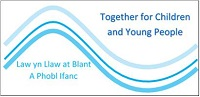 Together for Children
and Young People
Law yn Llaw at Blant
A Phobl Ifanc